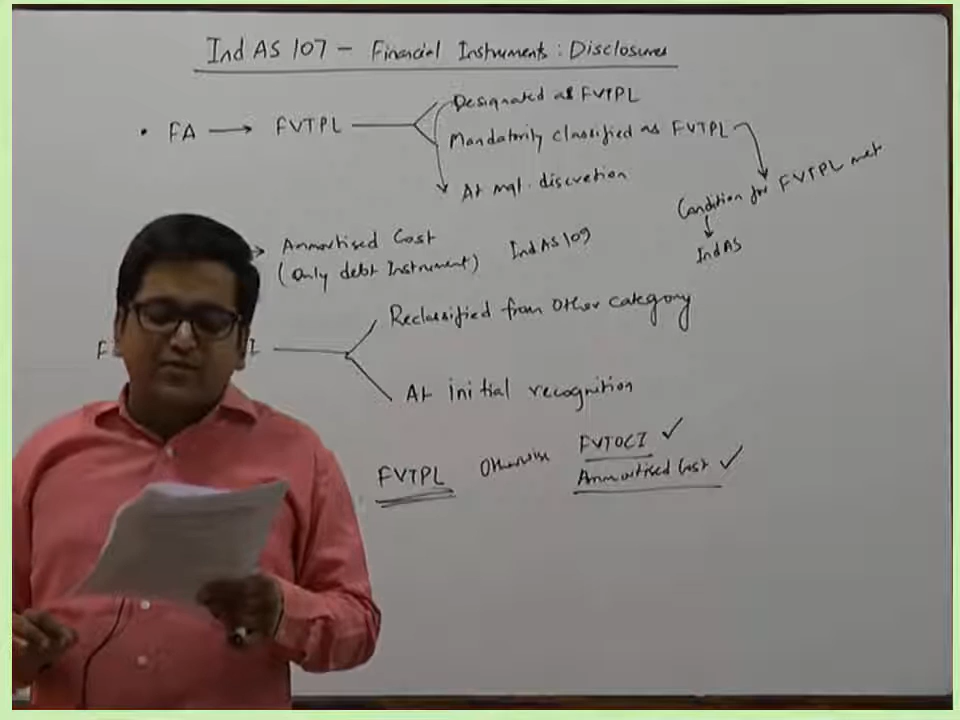 Ind AS 107 - Financial Instruments : Disclosures
• FA → FVTPL
Designated as FVTPL
Mandatorily classified as FVTPL
At mgt. discretion
Condition for FVTPL met
Ind AS
→ Ammortised Cost
(Only debt Instrument)
Ind AS 109
F
I
Reclassified from other category
At initial recognition
FVTPL Otherwise FVTOCI ✓
Ammortised Cost ✓